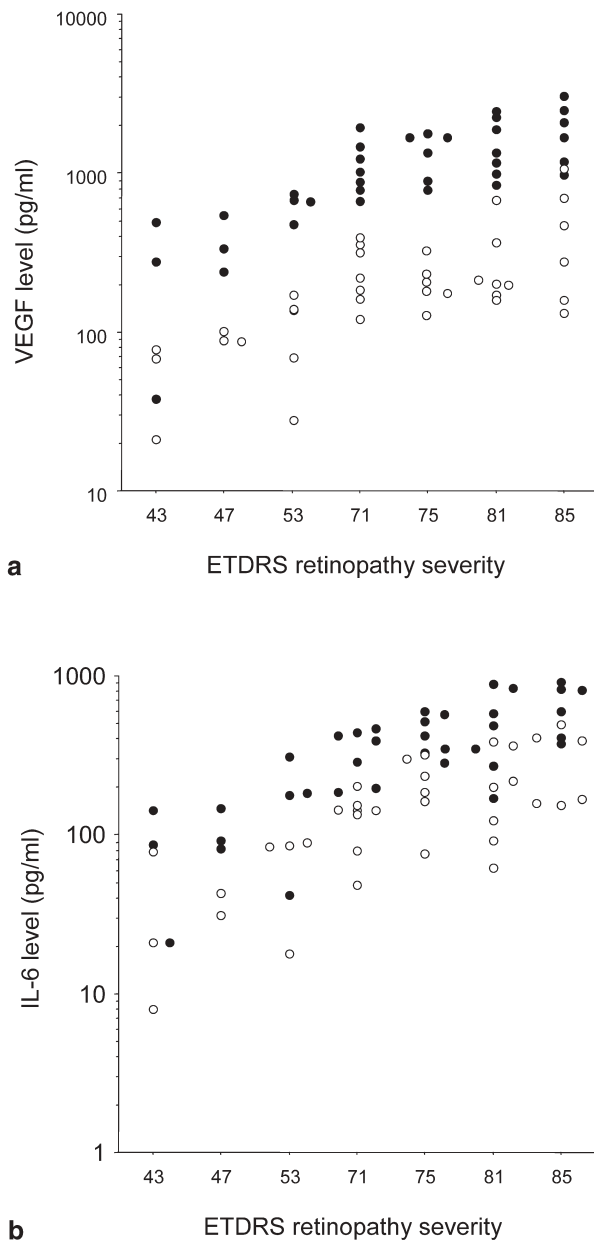 10000
1000
100
10
VEGF level (pg/ml)
43 47 53 71 75 81 85
a
ETDRS retinopathy severity
1000
100
10
1
IL-6 level (pg/ml)
43 47 53 71 75 81 85
b
ETDRS retinopathy severity